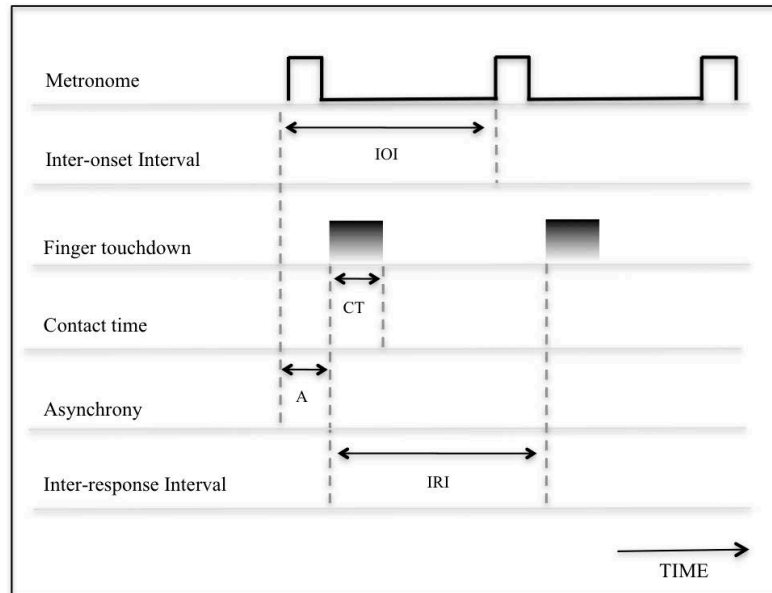 Metronome
IOI
Inter-onset Interval
Finger touchdown
CT
Contact time
A
Asynchrony
IRI
Inter-response Interval
TIME